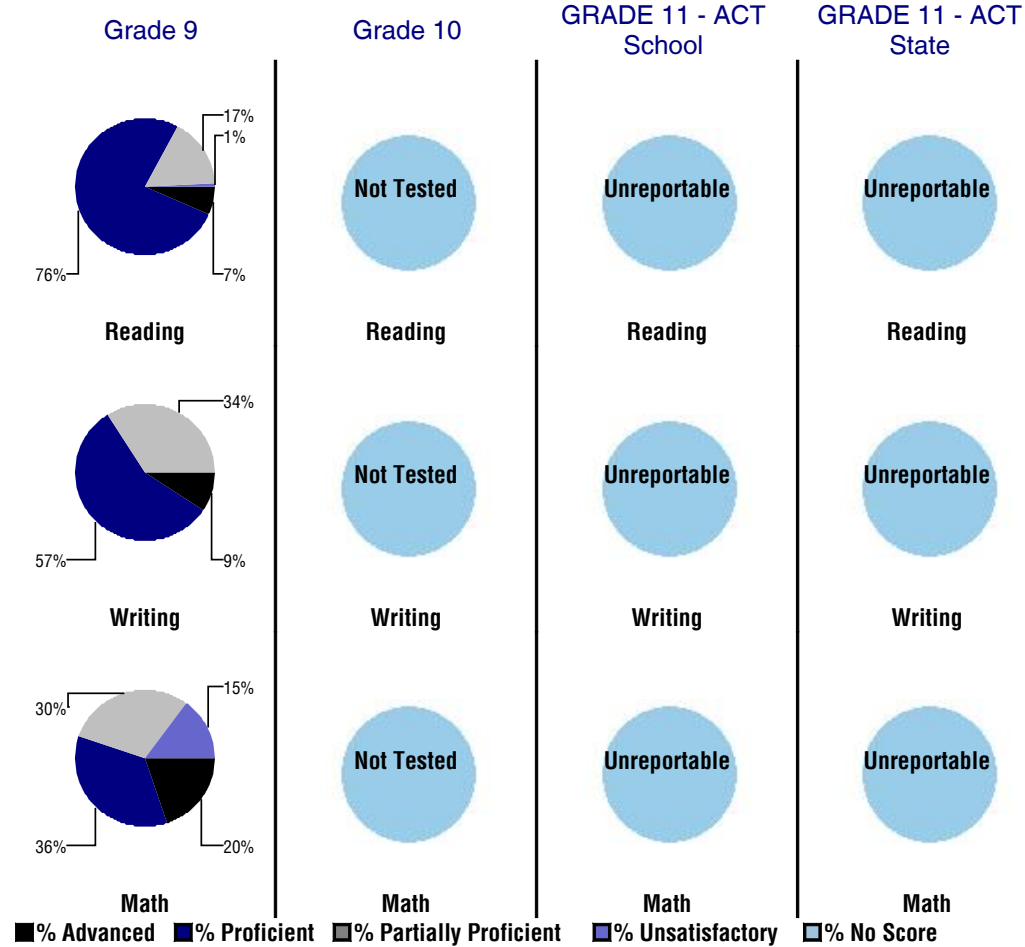 Grade 9
Grade 10
GRADE 11 - ACT
School
GRADE 11 - ACT
State
17%
1%
76%
7%
Not Tested
Unreportable
Unreportable
Reading
Reading
Reading
Reading
34%
57%
9%
Not Tested
Unreportable
Unreportable
Writing
Writing
Writing
Writing
15%
30%
36%
20%
Not Tested
Unreportable
Unreportable
Math
Math
Math
Math
% Advanced
% Proficient
% Partially Proficient
% Unsatisfactory
% No Score